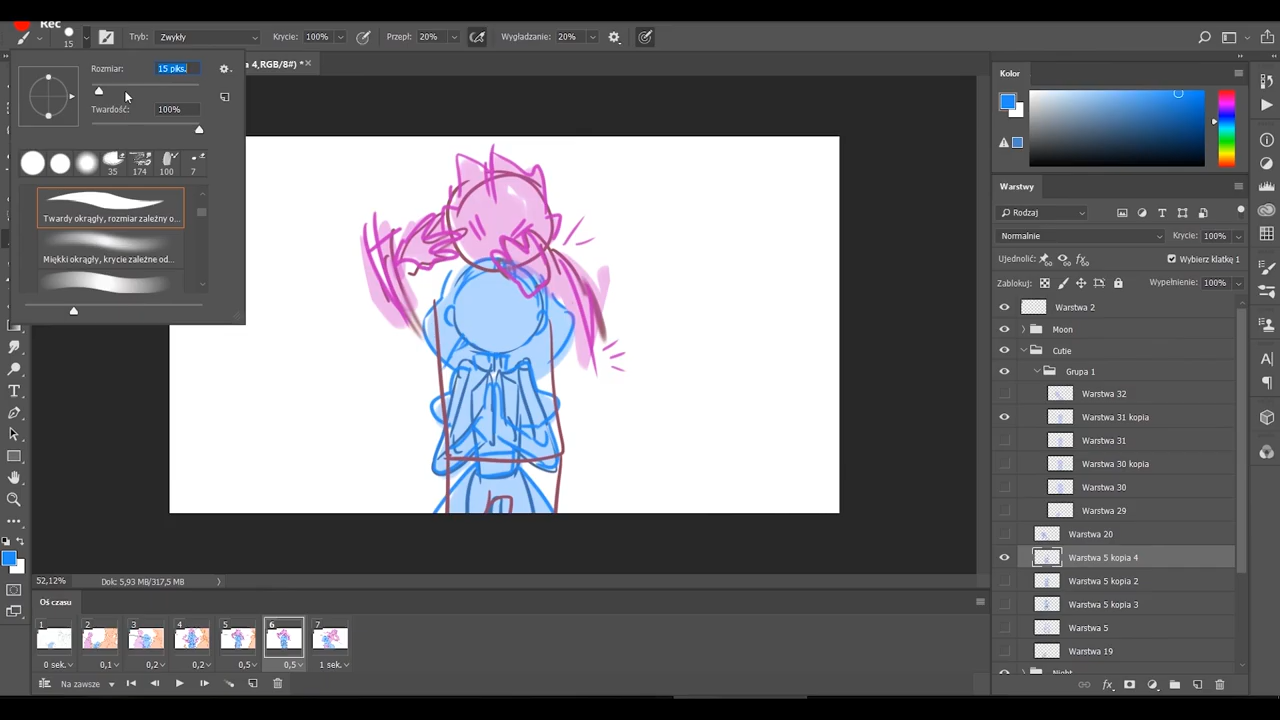 Rec
15
Tryb: Zwykły
Krycie: 100%
Przepł: 20%
Wygładzanie: 20%
Rozmiar: 15 piks.
Twardość: 100%
35 174 100 7
Twardy okrągły, rozmiar zależny o...
Miękki okrągły, krycie zależne od...
a 4,RGB/8#) *
Kolor
Warstwy
Rodzaj
Normalnie
Krycie: 100%
Ujednolić:
Wybierz klatkę 1
Zablokuj:
Wypełnienie: 100%
Warstwa 2
Moon
Cutie
Grupa 1
Warstwa 32
Warstwa 31 kopia
Warstwa 31
Warstwa 30 kopia
Warstwa 30
Warstwa 29
Warstwa 20
Warstwa 5 kopia 4
Warstwa 5 kopia 2
Warstwa 5 kopia 3
Warstwa 5
Warstwa 19
52,12%
Dok: 5,93 MB/317,5 MB
Oś czasu
1 2 3 4 5 6 7
0 sek. 0,1 0,2 0,2 0,5 0,5 1 sek.
Na zawsze